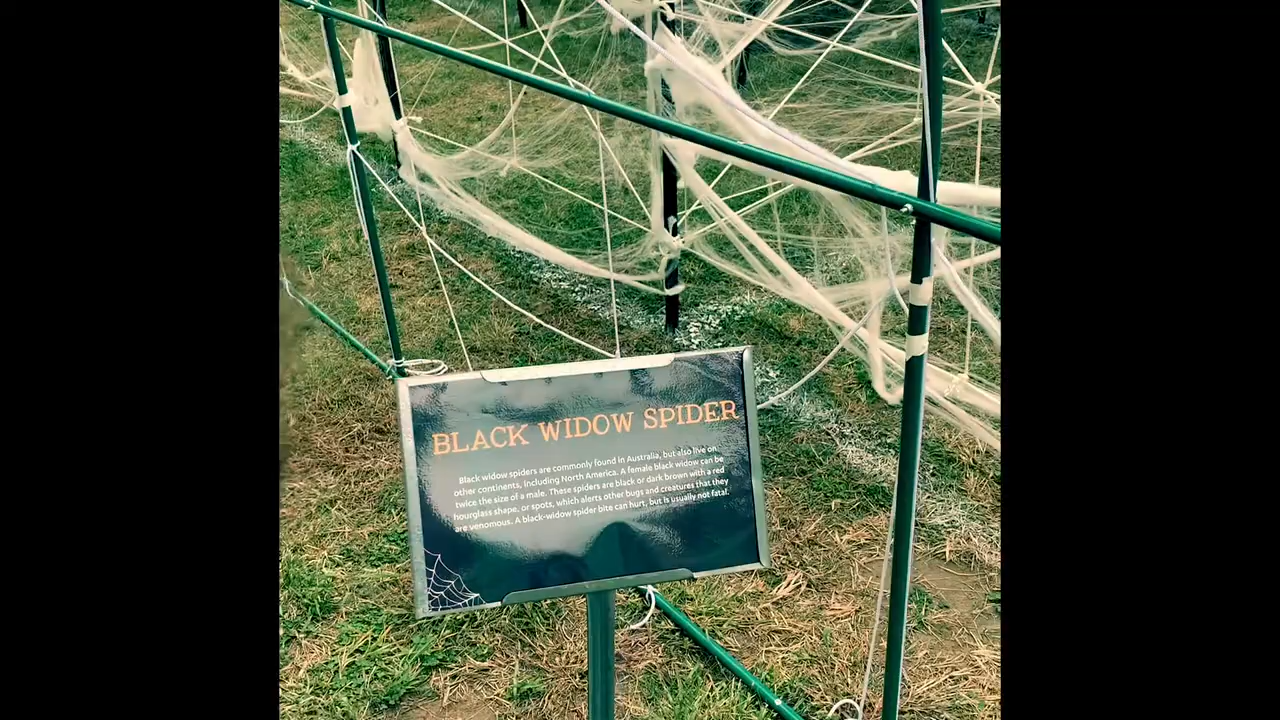 BLACK WIDOW SPIDER
Black widow spiders are commonly found in Australia, but also live on
other continents, including North America. A female black widow can be
twice the size of a male. These spiders are black or dark brown with a red
hourglass shape, or spots, which alerts other bugs and creatures that they
are venomous. A black-widow spider bite can hurt, but is usually not fatal.